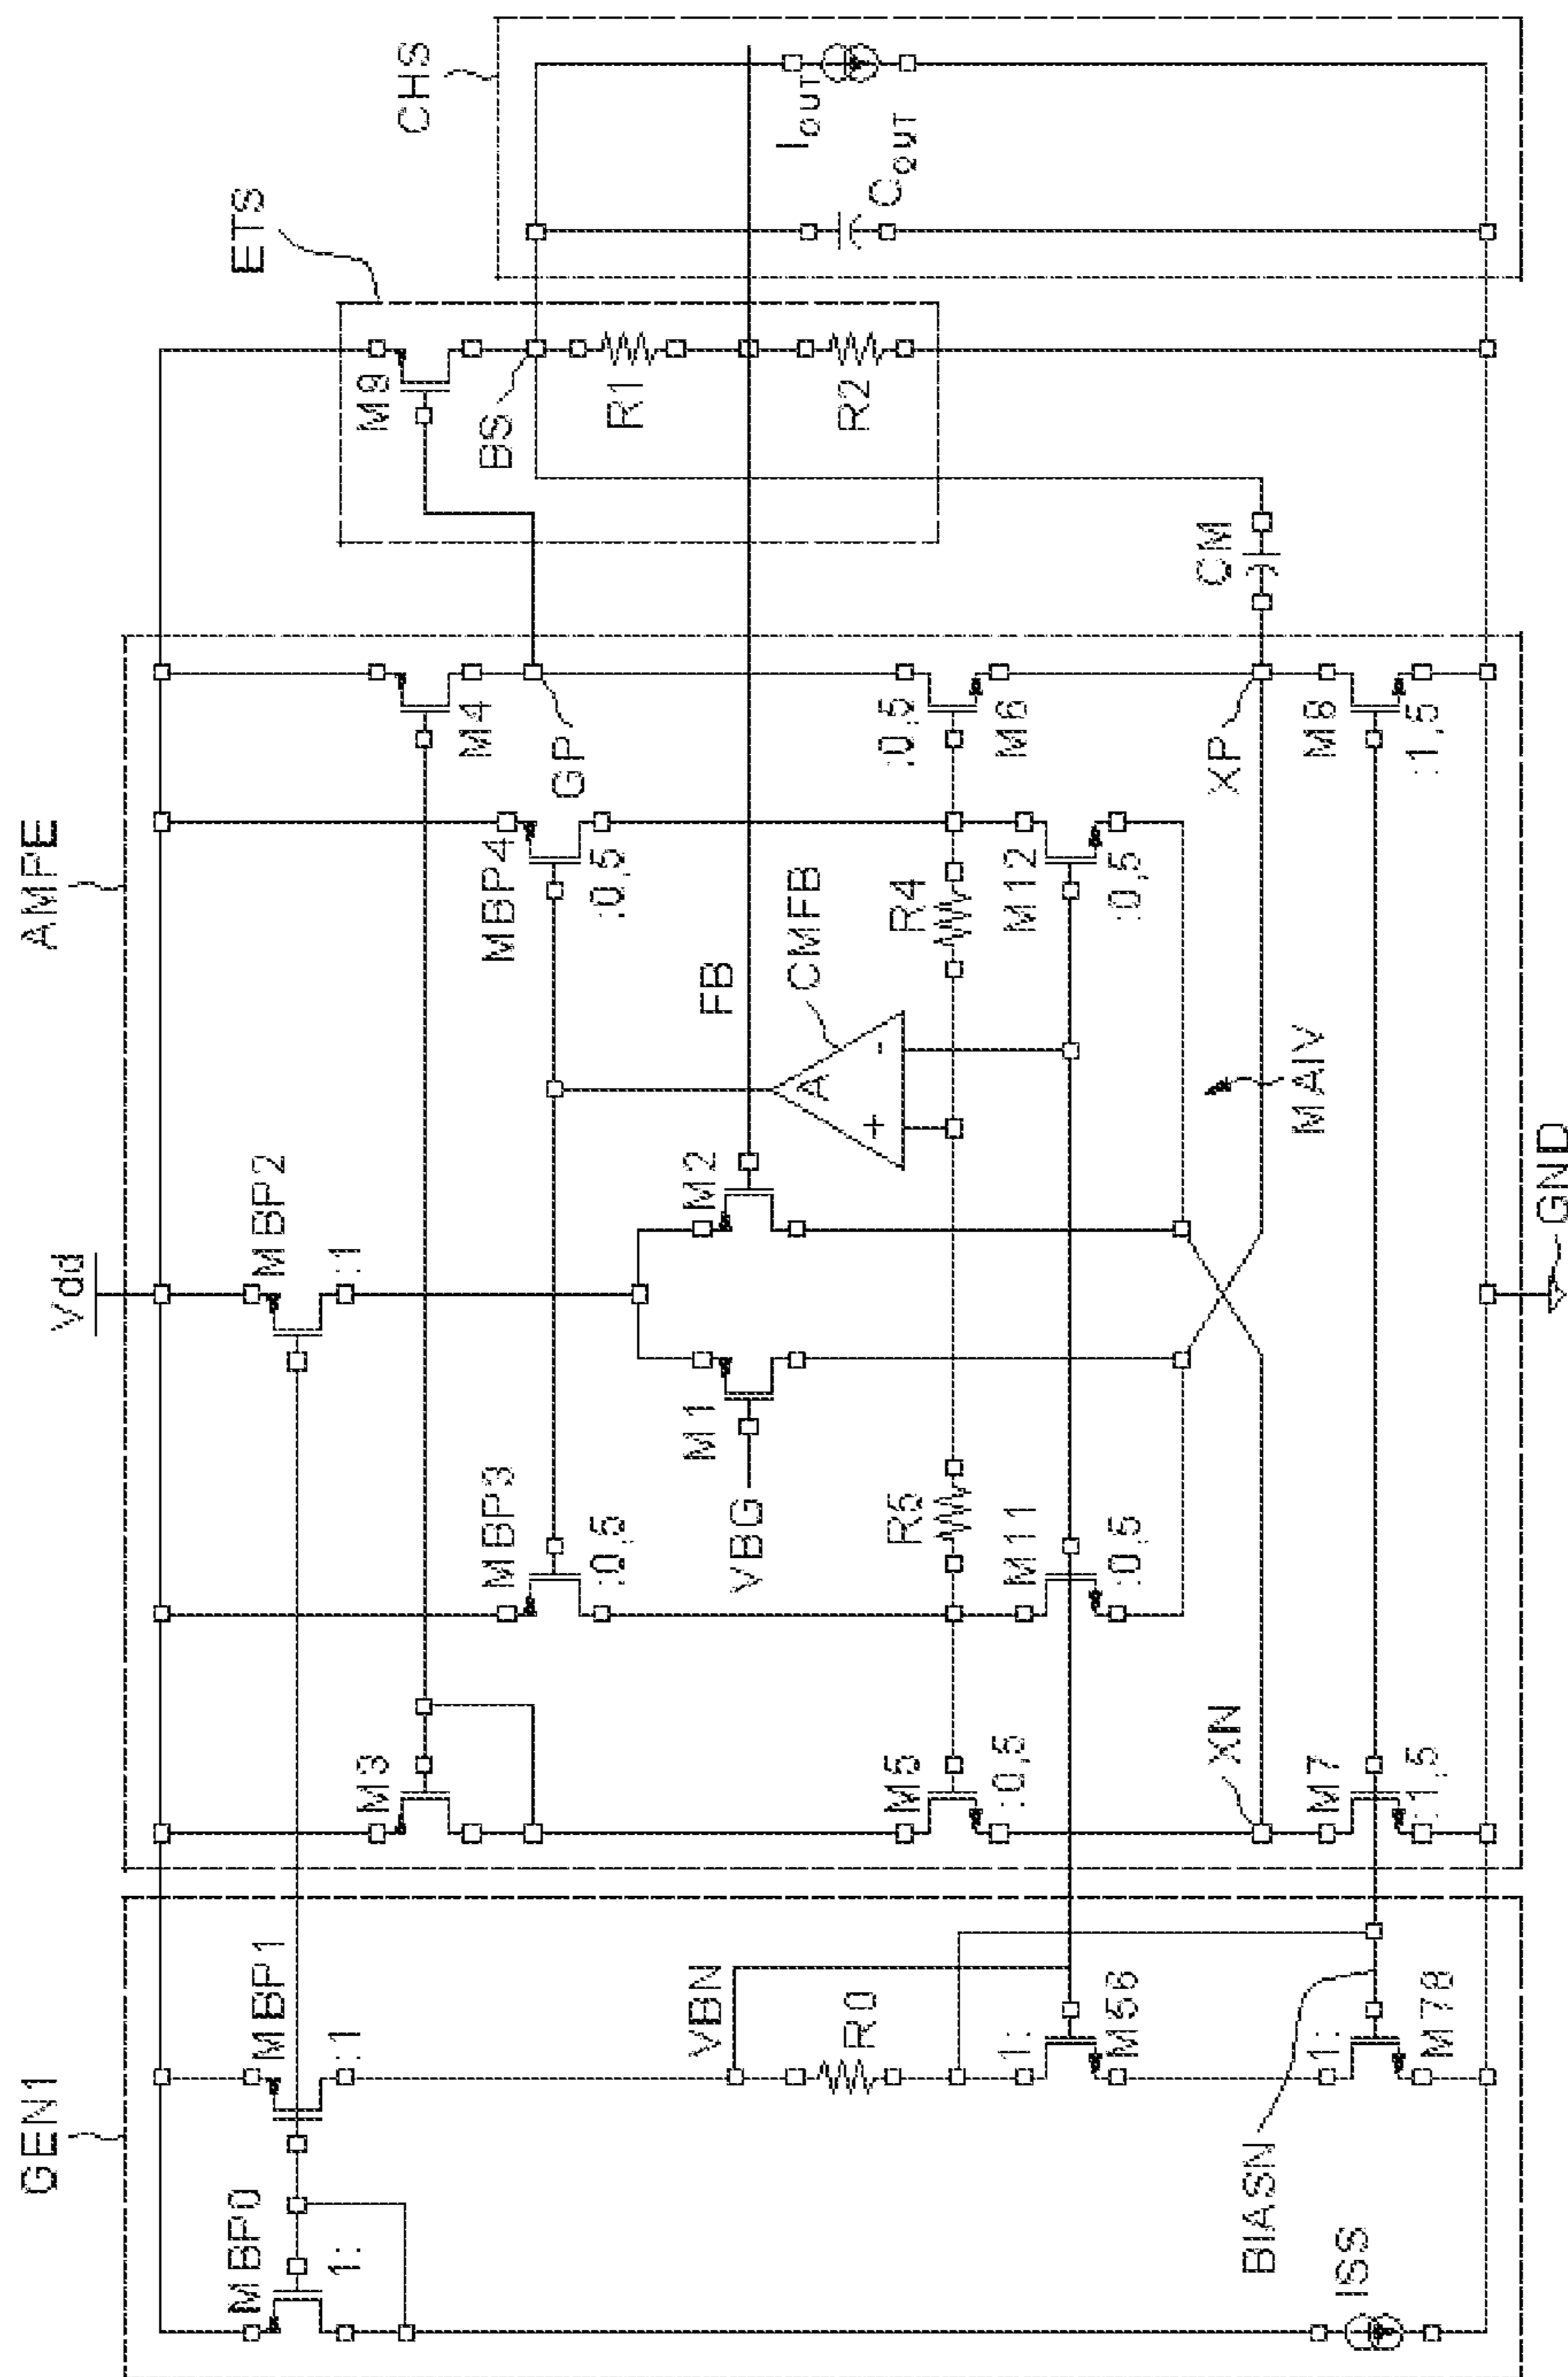 GEN1
AMPE
ETS
CHS
Vdd
MBP0
1:
MBP1
:1
MBP2
:1
M3
M4
M9
MBP3
:0,5
MBP4
:0,5
GP
BS
R1
R2
I_OUT
C_OUT
VBG
M1
M2
FB
CMFB
A
+
-
VBN
R0
R5
R4
M5
:0,5
M6
:0,5
1:
M56
M11
:0,5
M12
:0,5
MAIV
XN
XP
CM
BIASN
1:
M78
M7
:1,5
M8
:1,5
ISS
GND